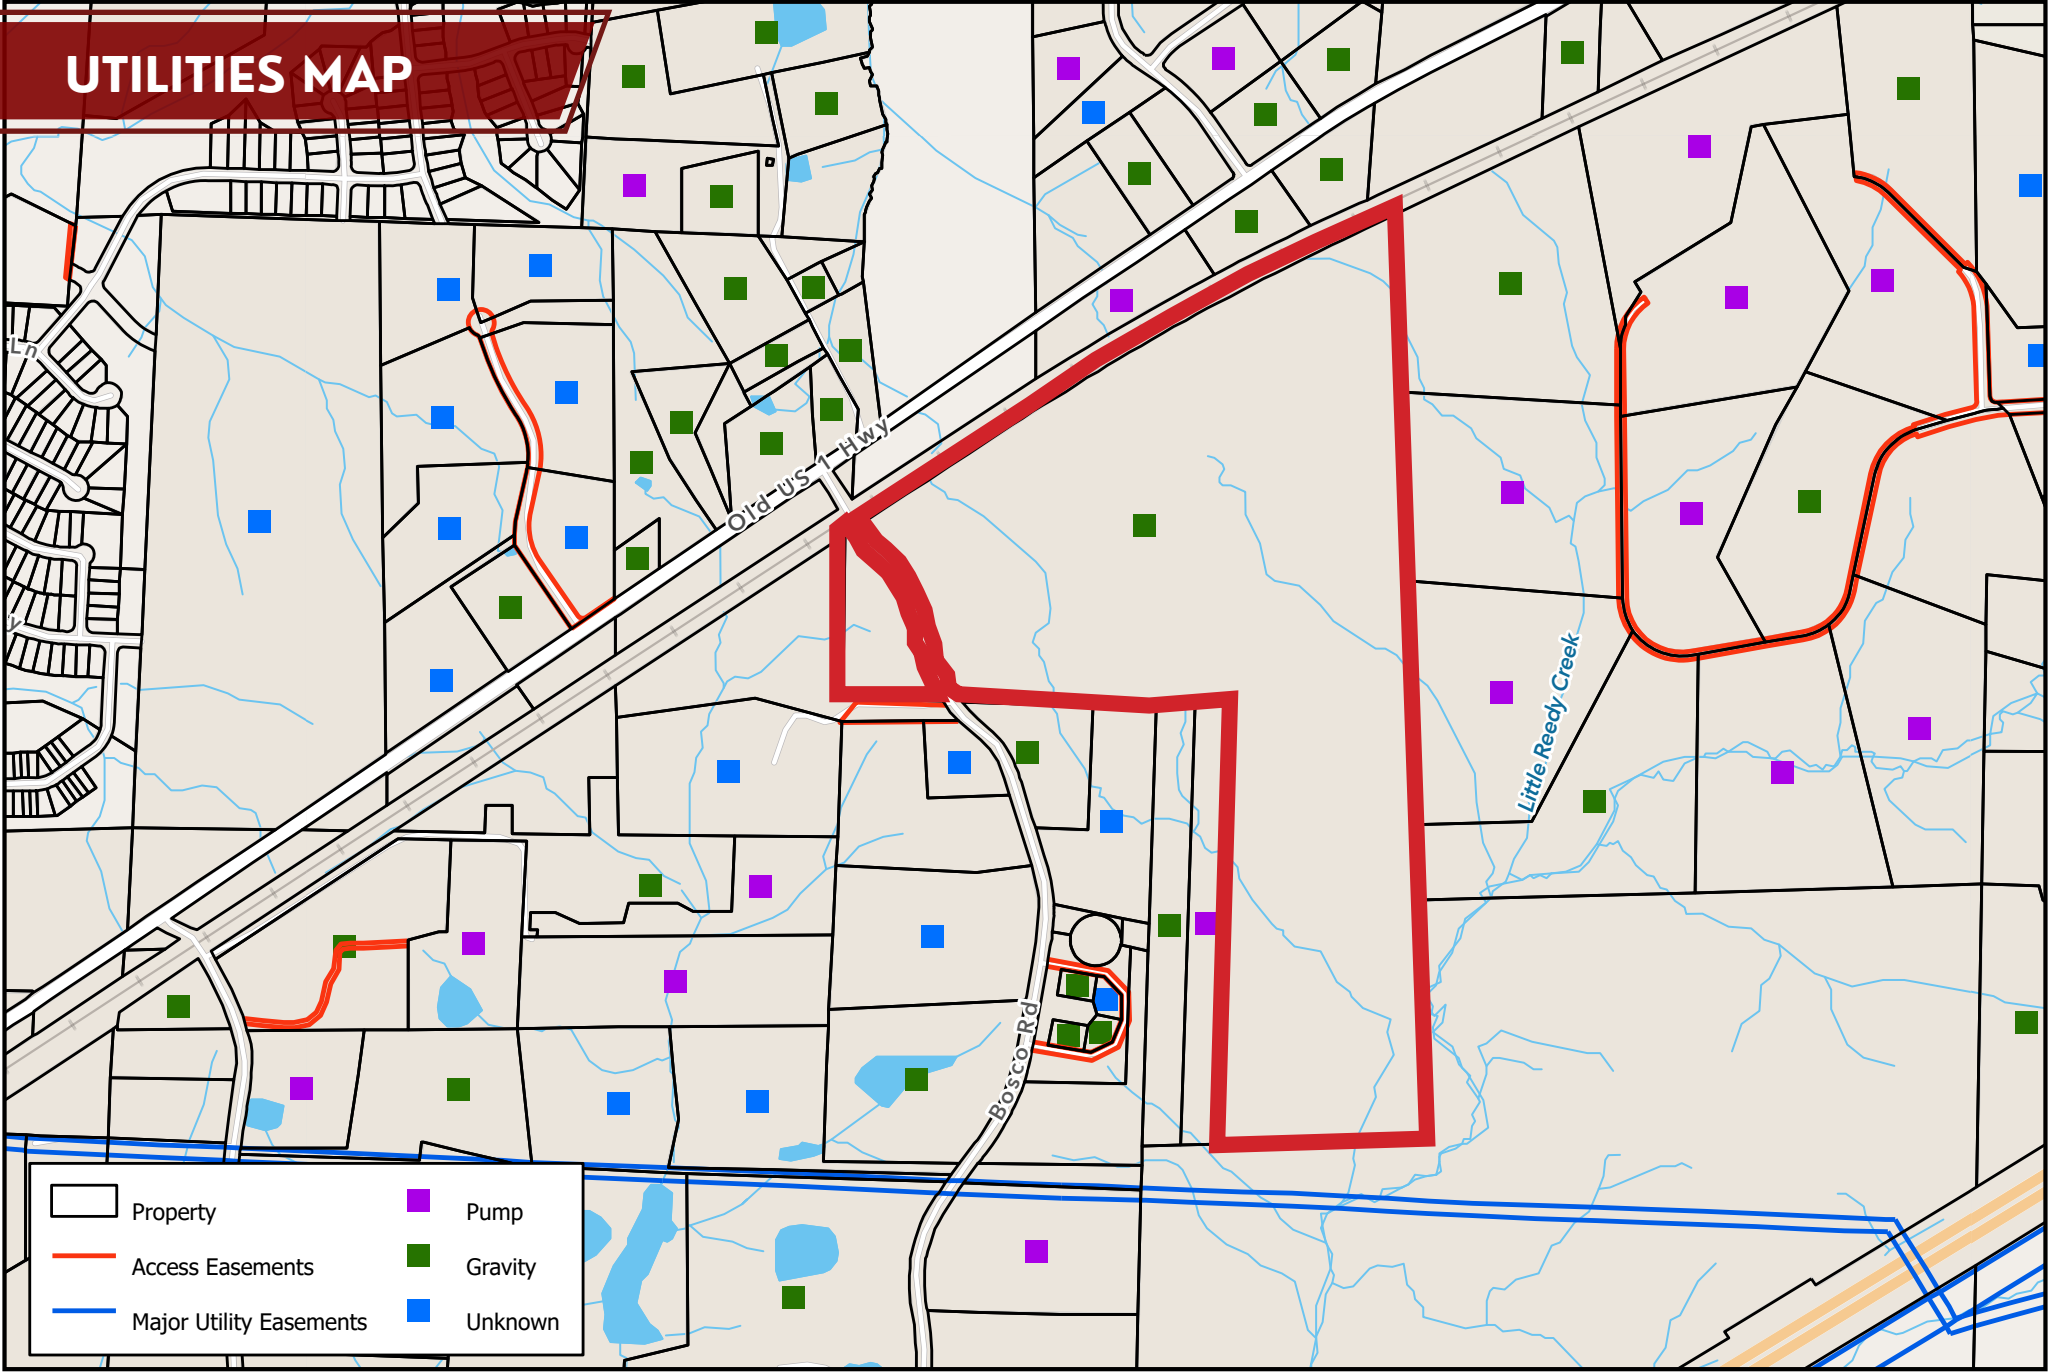 UTILITIES MAP
Ln
Old US 1 Hwy
y
Little Reedy Creek
Bosco Rd
Property
Pump
Access Easements
Gravity
Major Utility Easements
Unknown